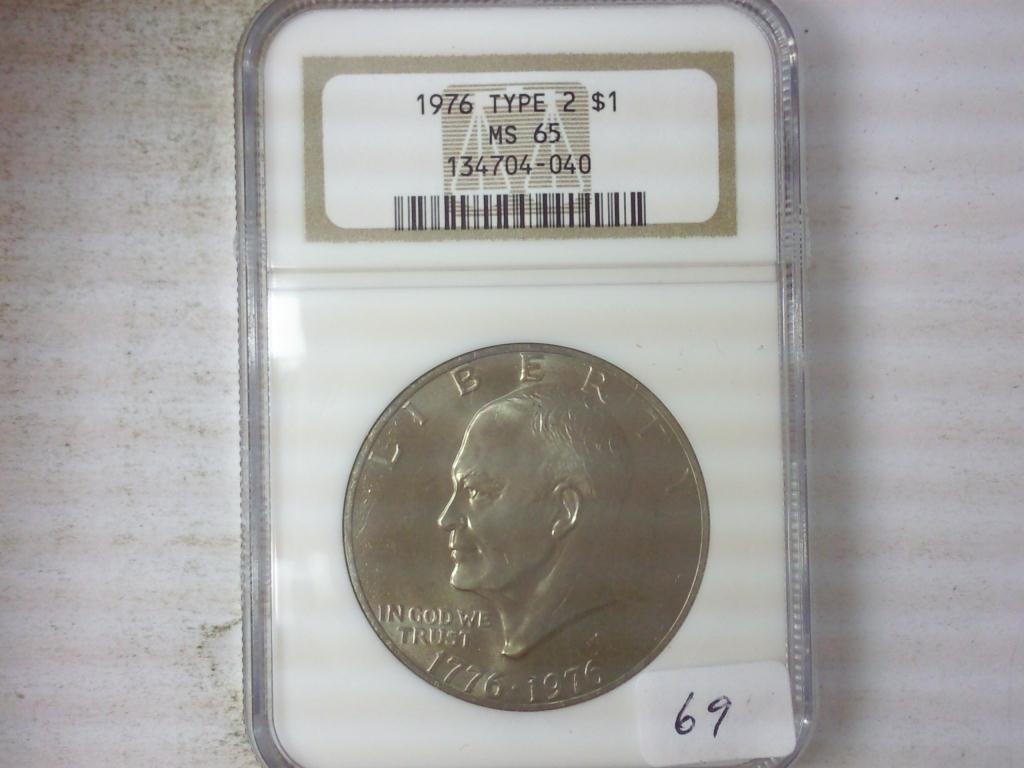 1976 TYPE 2 $1
MS 65
134704-040
LIBERTY
IN GOD WE
TRUST
1776·1976
69